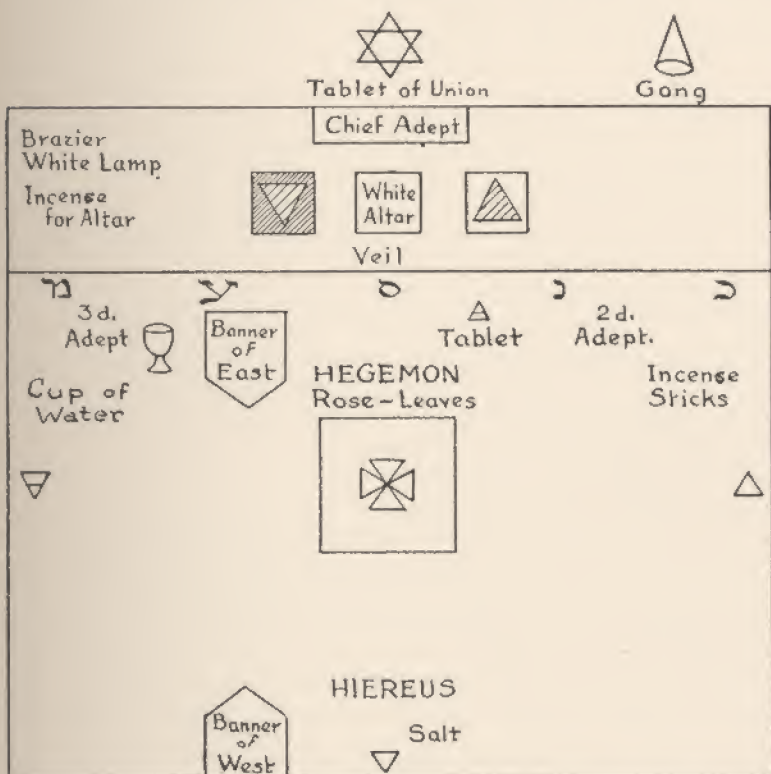 Tablet of Union
Gong
Chief Adept
Brazier
White Lamp
Incense
for Altar
White
Altar
Veil
מ ע ס נ כ
3d.
Adept
Banner
of
East
Tablet
2d.
Adept.
Cup of
Water
HEGEMON
Rose-Leaves
Incense
Sticks
HIEREUS
Banner
of
West
Salt